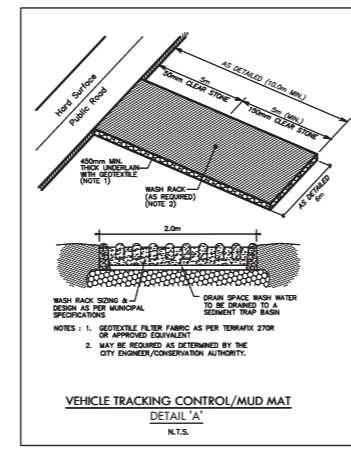 Hard Surface
Public Road
AS DETAILED (10.0m MIN.)
5m
50mm CLEAR STONE
5m (MIN.)
150mm CLEAR STONE
AS DETAILED
6m
450mm MIN.
THICK UNDERLAIN
WITH GEOTEXTILE
(NOTE 1)
WASH RACK
(AS REQUIRED)
(NOTE 2)
2.0m
WASH RACK SIZING &
DESIGN AS PER MUNICIPAL
SPECIFICATIONS
DRAIN SPACE WASH WATER
TO BE DRAINED TO A
SEDIMENT TRAP BASIN
NOTES : 1. GEOTEXTILE FILTER FABRIC AS PER TERRAFIX 270R
OR APPROVED EQUIVALENT
2. MAY BE REQUIRED AS DETERMINED BY THE
CITY ENGINEER/CONSERVATION AUTHORITY.
VEHICLE TRACKING CONTROL/MUD MAT
DETAIL 'A'
N.T.S.